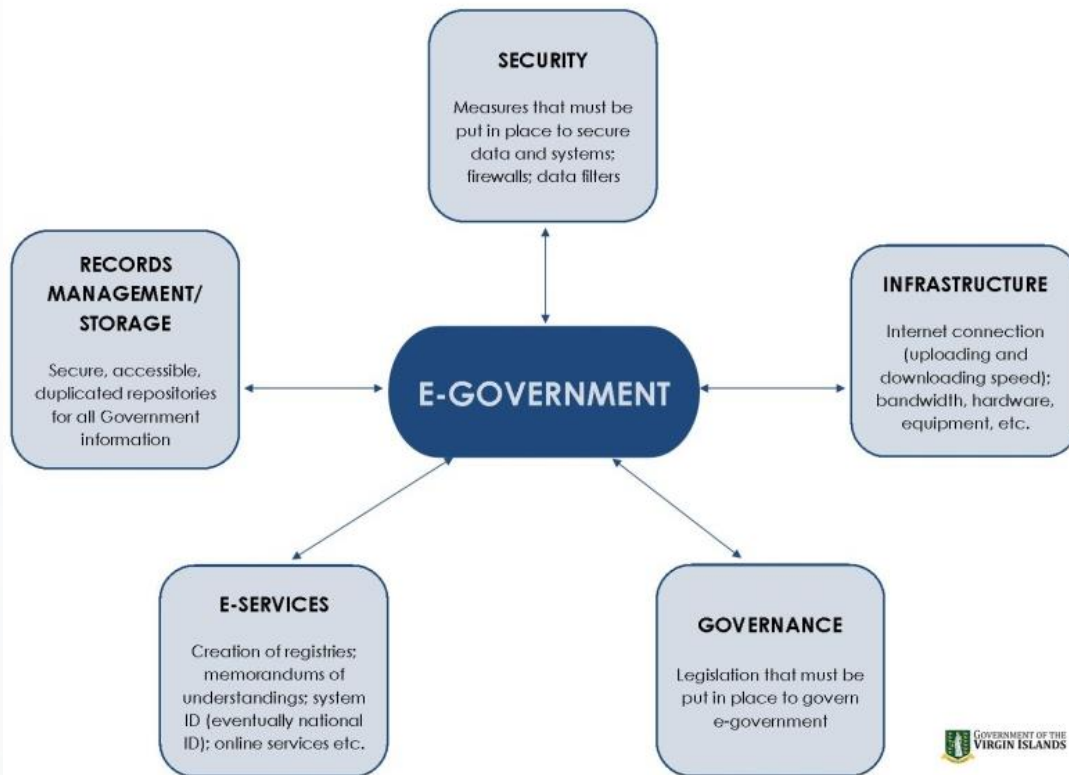 SECURITY
Measures that must be
put in place to secure
data and systems;
firewalls; data filters
RECORDS
MANAGEMENT/
STORAGE
Secure, accessible,
duplicated repositories
for all Government
information
E-GOVERNMENT
INFRASTRUCTURE
Internet connection
(uploading and
downloading speed);
bandwidth, hardware,
equipment, etc.
E-SERVICES
Creation of registries;
memorandums of
understandings; system
ID (eventually national
ID); online services etc.
GOVERNANCE
Legislation that must be
put in place to govern
e-government
GOVERNMENT OF THE
VIRGIN ISLANDS